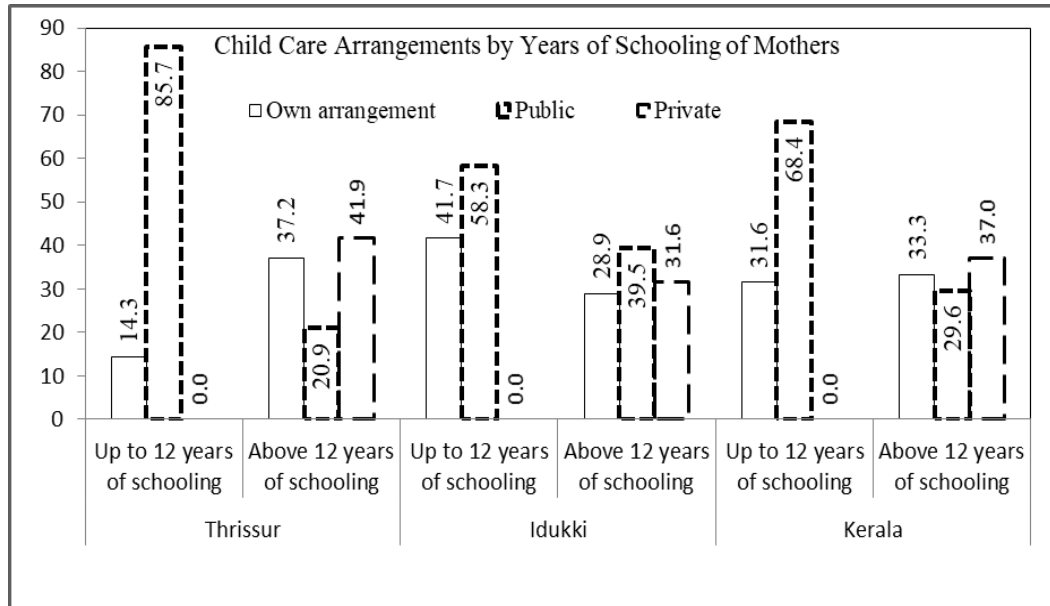 Child Care Arrangements by Years of Schooling of Mothers
Own arrangement Public Private
90
80
70
60
50
40
30
20
10
0
14.3 85.7 0.0
37.2 20.9 41.9
41.7 58.3 0.0
28.9 39.5 31.6
31.6 68.4 0.0
33.3 29.6 37.0
Up to 12 years of schooling
Above 12 years of schooling
Up to 12 years of schooling
Above 12 years of schooling
Up to 12 years of schooling
Above 12 years of schooling
Thrissur Idukki Kerala